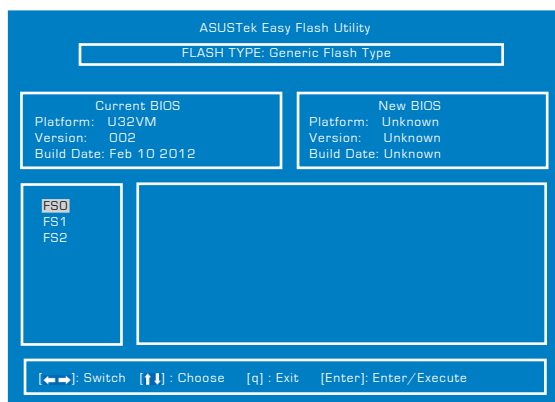 ASUSTek Easy Flash Utility
FLASH TYPE: Generic Flash Type
Current BIOS
Platform: U32VM
Version: 002
Build Date: Feb 10 2012
New BIOS
Platform: Unknown
Version: Unknown
Build Date: Unknown
FS0
FS1
FS2
[←→]: Switch [↑↓] : Choose [q] : Exit [Enter]: Enter/Execute